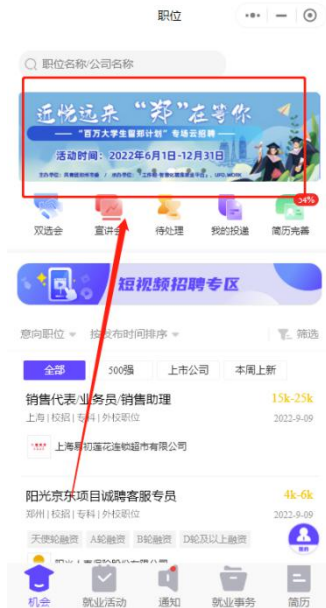 职位
职位名称/公司名称
近悦远来 “郑”在等你
“百万大学生留郑计划”专场云招聘
活动时间：2022年6月1日-12月31日
54%
双选会 宣讲会 待处理 我的投递 简历完善
短视频招聘专区
意向职位 按发布时间排序 筛选
全部 500强 上市公司 本周上新
销售代表/业务员/销售助理 15k-25k
上海|校招|专科|外校职位 2022-9-09
上海易初莲花连锁超市有限公司
阳光京东项目诚聘客服专员 4k-6k
郑州|校招|专科|外校职位 2022-9-09
天使轮融资 A轮融资 B轮融资 D轮及以上融资
机会 就业活动 通知 就业事务 简历